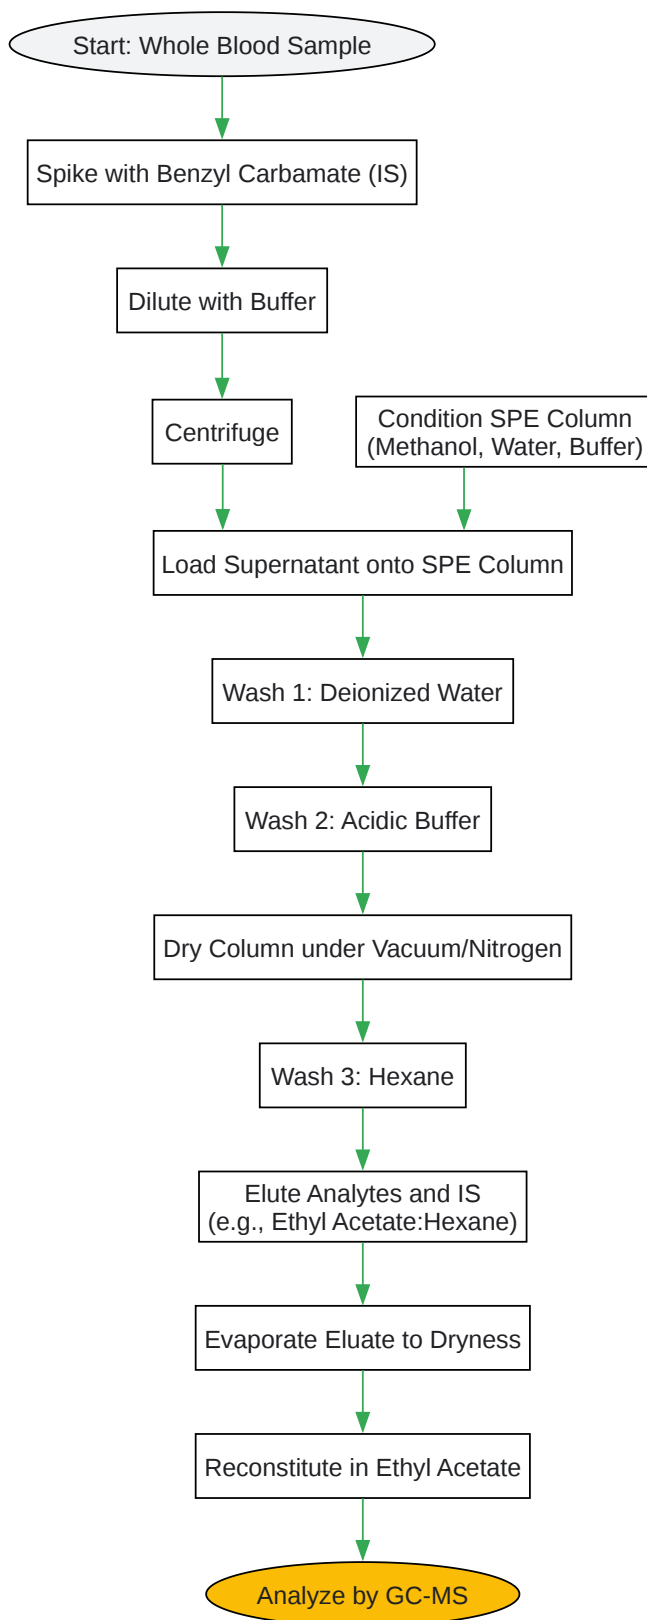 Start: Whole Blood Sample
Spike with Benzyl Carbamate (IS)
Dilute with Buffer
Centrifuge
Condition SPE Column
(Methanol, Water, Buffer)
Load Supernatant onto SPE Column
Wash 1: Deionized Water
Wash 2: Acidic Buffer
Dry Column under Vacuum/Nitrogen
Wash 3: Hexane
Elute Analytes and IS
(e.g., Ethyl Acetate:Hexane)
Evaporate Eluate to Dryness
Reconstitute in Ethyl Acetate
Analyze by GC-MS